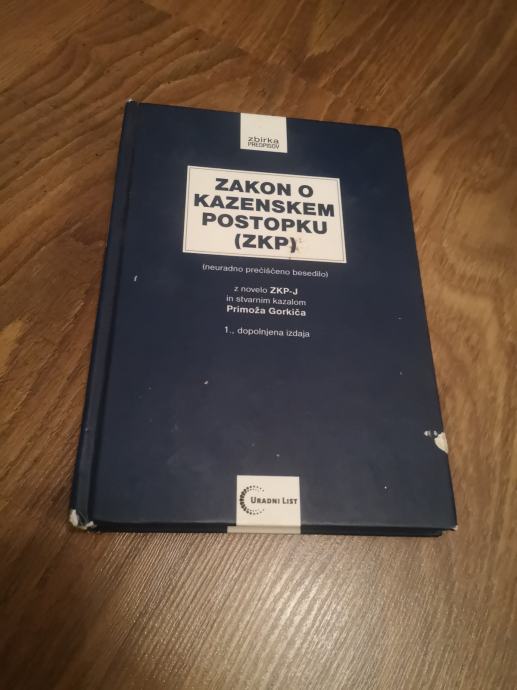 zbirka
PREDPISOV
ZAKON O
KAZENSKEM
POSTOPKU
(ZKP)
(neuradno prečiščeno besedilo)
z novelo ZKP-J
in stvarnim kazalom
Primoža Gorkiča
1., dopolnjena izdaja
URADNI LIST